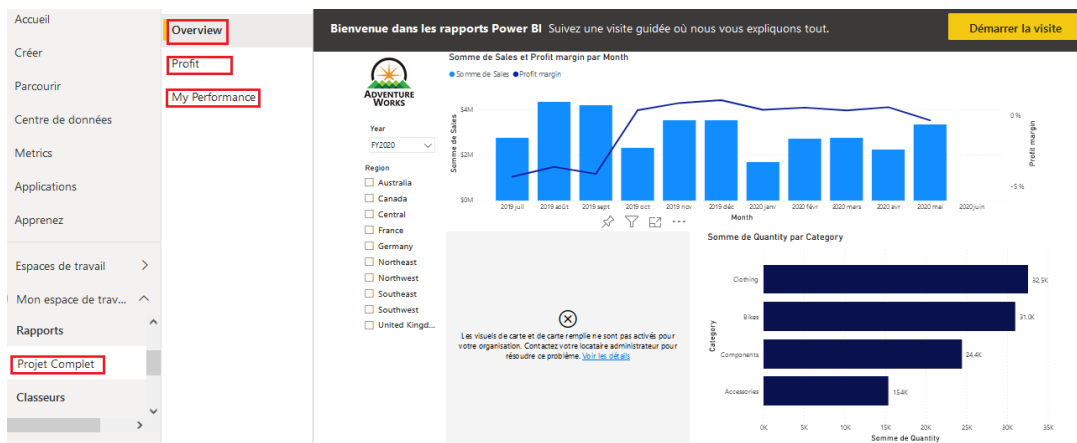 Accueil
Créer
Parcourir
Centre de données
Metrics
Applications
Apprenez
Espaces de travail
Mon espace de trav...
Rapports
Projet Complet
Classeurs
Overview
Profit
My Performance
Bienvenue dans les rapports Power BI Suivez une visite guidée où nous vous expliquons tout.
Démarrer la visite
ADVENTURE
WORKS
Year
FY2020
Region
Australia
Canada
Central
France
Germany
Northeast
Northwest
Southeast
Southwest
United Kingd...
Somme de Sales et Profit margin par Month
Somme de Sales Profit margin
Somme de Sales
$4M
$2M
$0M
0 %
-5 %
Profit margin
2019 juil 2019 août 2019 sept 2019 oct 2019 nov 2019 déc 2020 janv 2020 févr 2020 mars 2020 avr 2020 mai 2020 juin
Month
Les visuels de carte et de carte remplie ne sont pas activés pour
votre organisation. Contactez votre locataire administrateur pour
résoudre ce problème. Voir les détails
Somme de Quantity par Category
Category
Clothing 32,5K
Bikes 31,0K
Components 24,4K
Accessories 15,4K
0K 5K 10K 15K 20K 25K 30K 35K
Somme de Quantity